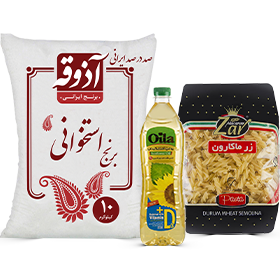 صد در صد ایرانی
آذوقه
برنج ایرانی
برنج
استخوانی
۱۰
کیلوگرم
Oila
Vitamin
+D
Zar
زر ماکارون
Pasta
DURUM WHEAT SEMOLINA